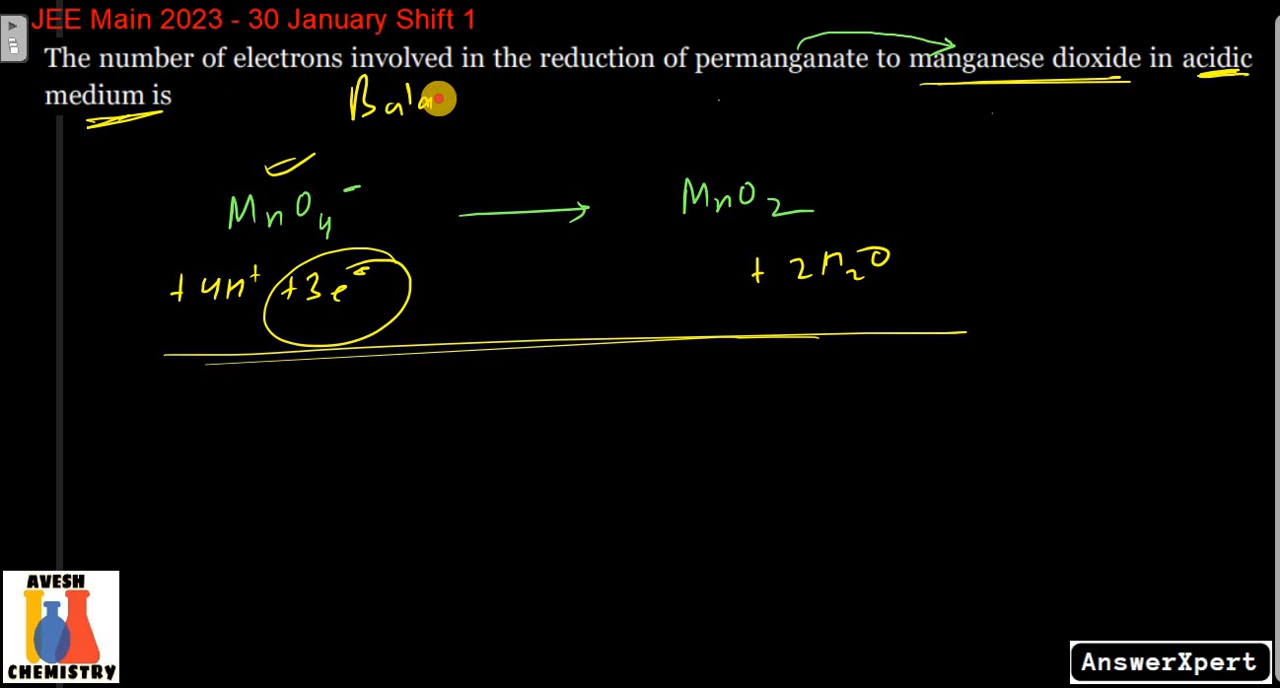 JEE Main 2023 - 30 January Shift 1
The number of electrons involved in the reduction of permanganate to manganese dioxide in acidic
medium is
Bala
MnO4- → MnO2
+ 4H+ +3e- + 2H2O
AVESH
CHEMISTRY
AnswerXpert